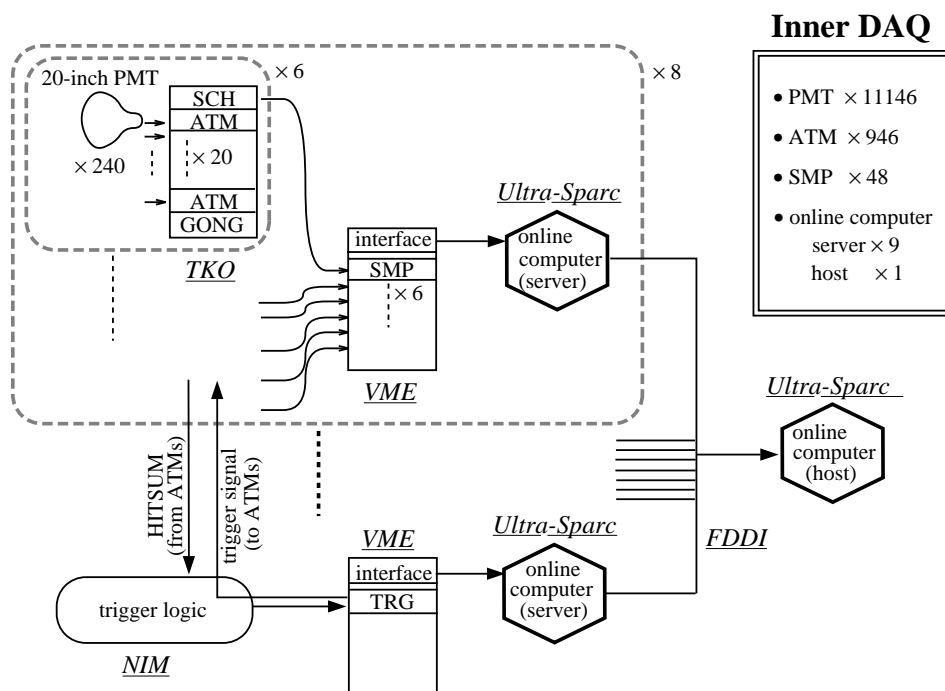 Inner DAQ
• PMT × 11146
• ATM × 946
• SMP × 48
• online computer
server × 9
host × 1
× 6
× 8
20-inch PMT
× 240
SCH
ATM
× 20
ATM
GONG
TKO
interface
SMP
× 6
VME
Ultra-Sparc
online
computer
(server)
Ultra-Sparc
online
computer
(host)
FDDI
HITSUM
(from ATMs)
trigger signal
(to ATMs)
trigger logic
NIM
VME
interface
TRG
Ultra-Sparc
online
computer
(server)